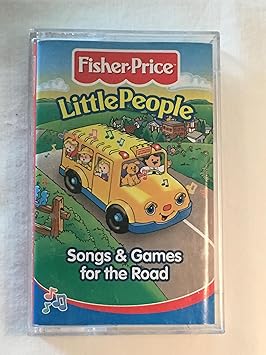 Fisher-Price
Little People
Songs & Games
for the Road